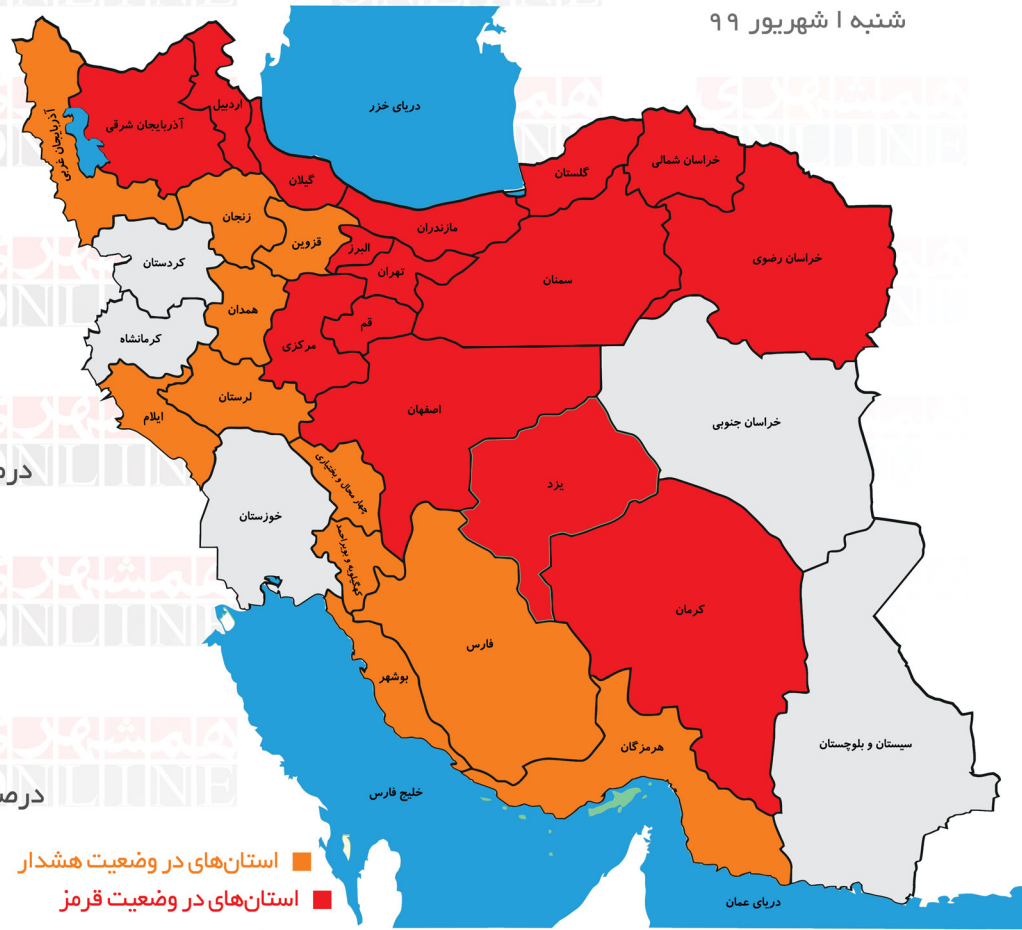 شنبه ۱ شهریور ۹۹
دریای خزر
اردبیل
آذربایجان شرقی
آذربایجان غربی
گیلان
خراسان شمالی
گلستان
زنجان
مازندران
قزوین
البرز
کردستان
تهران
سمنان
خراسان رضوی
همدان
قم
کرمانشاه
مرکزی
لرستان
ایلام
اصفهان
خراسان جنوبی
چهار محال و بختیاری
یزد
خوزستان
کهگیلویه و بویراحمد
کرمان
فارس
بوشهر
هرمزگان
سیستان و بلوچستان
خلیج فارس
دریای عمان
استان‌های در وضعیت هشدار
استان‌های در وضعیت قرمز
همشهری
ONLINE